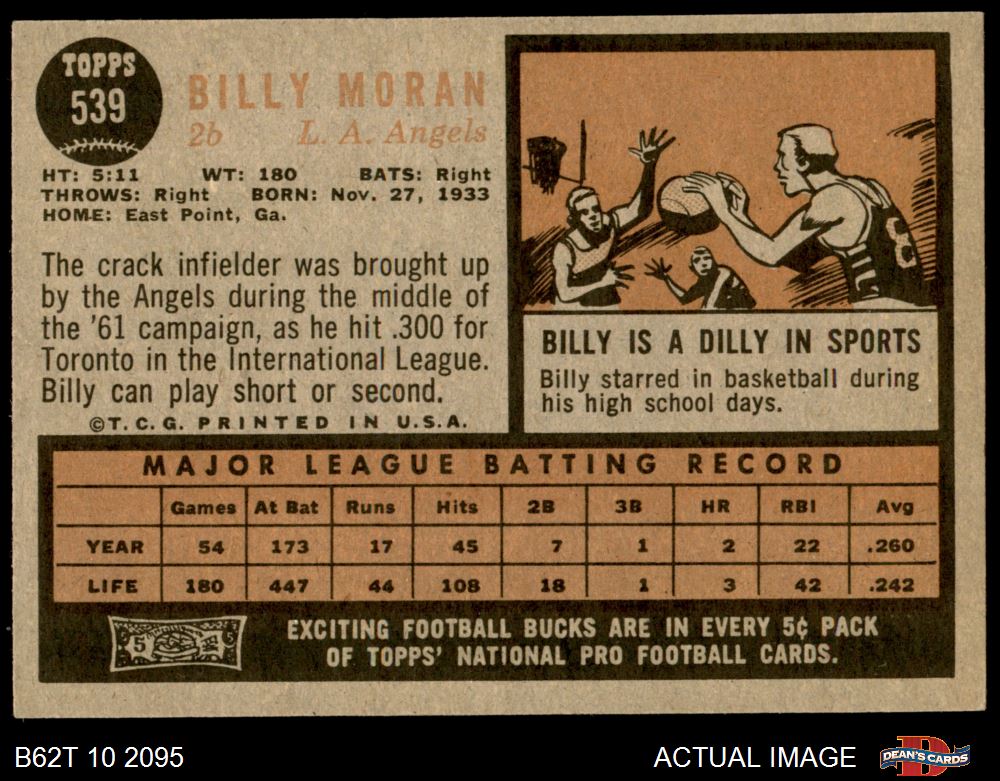 TOPPS
539
BILLY MORAN
2b L. A. Angels
HT: 5:11 WT: 180 BATS: Right
THROWS: Right BORN: Nov. 27, 1933
HOME: East Point, Ga.
The crack infielder was brought up
by the Angels during the middle of
the '61 campaign, as he hit .300 for
Toronto in the International League.
Billy can play short or second.
©T. C. G. PRINTED IN U.S.A.
8
BILLY IS A DILLY IN SPORTS
Billy starred in basketball during
his high school days.
MAJOR LEAGUE BATTING RECORD
Games At Bat Runs Hits 2B 3B HR RBI Avg
YEAR 54 173 17 45 7 1 2 22 .260
LIFE 180 447 44 108 18 1 3 42 .242
5
EXCITING FOOTBALL BUCKS ARE IN EVERY 5¢ PACK
OF TOPPS' NATIONAL PRO FOOTBALL CARDS.
B62T 10 2095 ACTUAL IMAGE
DEAN'S CARDS